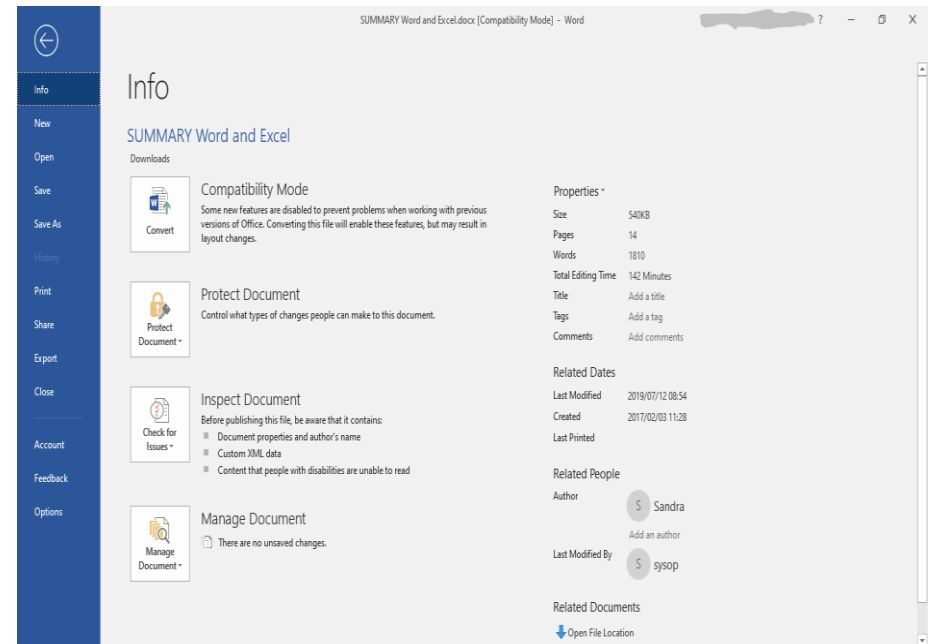 SUMMARY Word and Excel.docx [Compatibility Mode] - Word
?
Info
New
Open
Save
Save As
History
Print
Share
Export
Close
Account
Feedback
Options
Info
SUMMARY Word and Excel
Downloads
Convert
Compatibility Mode
Some new features are disabled to prevent problems when working with previous
versions of Office. Converting this file will enable these features, but may result in
layout changes.
Protect
Document
Protect Document
Control what types of changes people can make to this document.
Check for
Issues
Inspect Document
Before publishing this file, be aware that it contains:
Document properties and author's name
Custom XML data
Content that people with disabilities are unable to read
Manage
Document
Manage Document
There are no unsaved changes.
Properties
Size 540KB
Pages 14
Words 1810
Total Editing Time 142 Minutes
Title Add a title
Tags Add a tag
Comments Add comments
Related Dates
Last Modified 2019/07/12 08:54
Created 2017/02/03 11:28
Last Printed
Related People
Author S Sandra
Add an author
Last Modified By S sysop
Related Documents
Open File Location